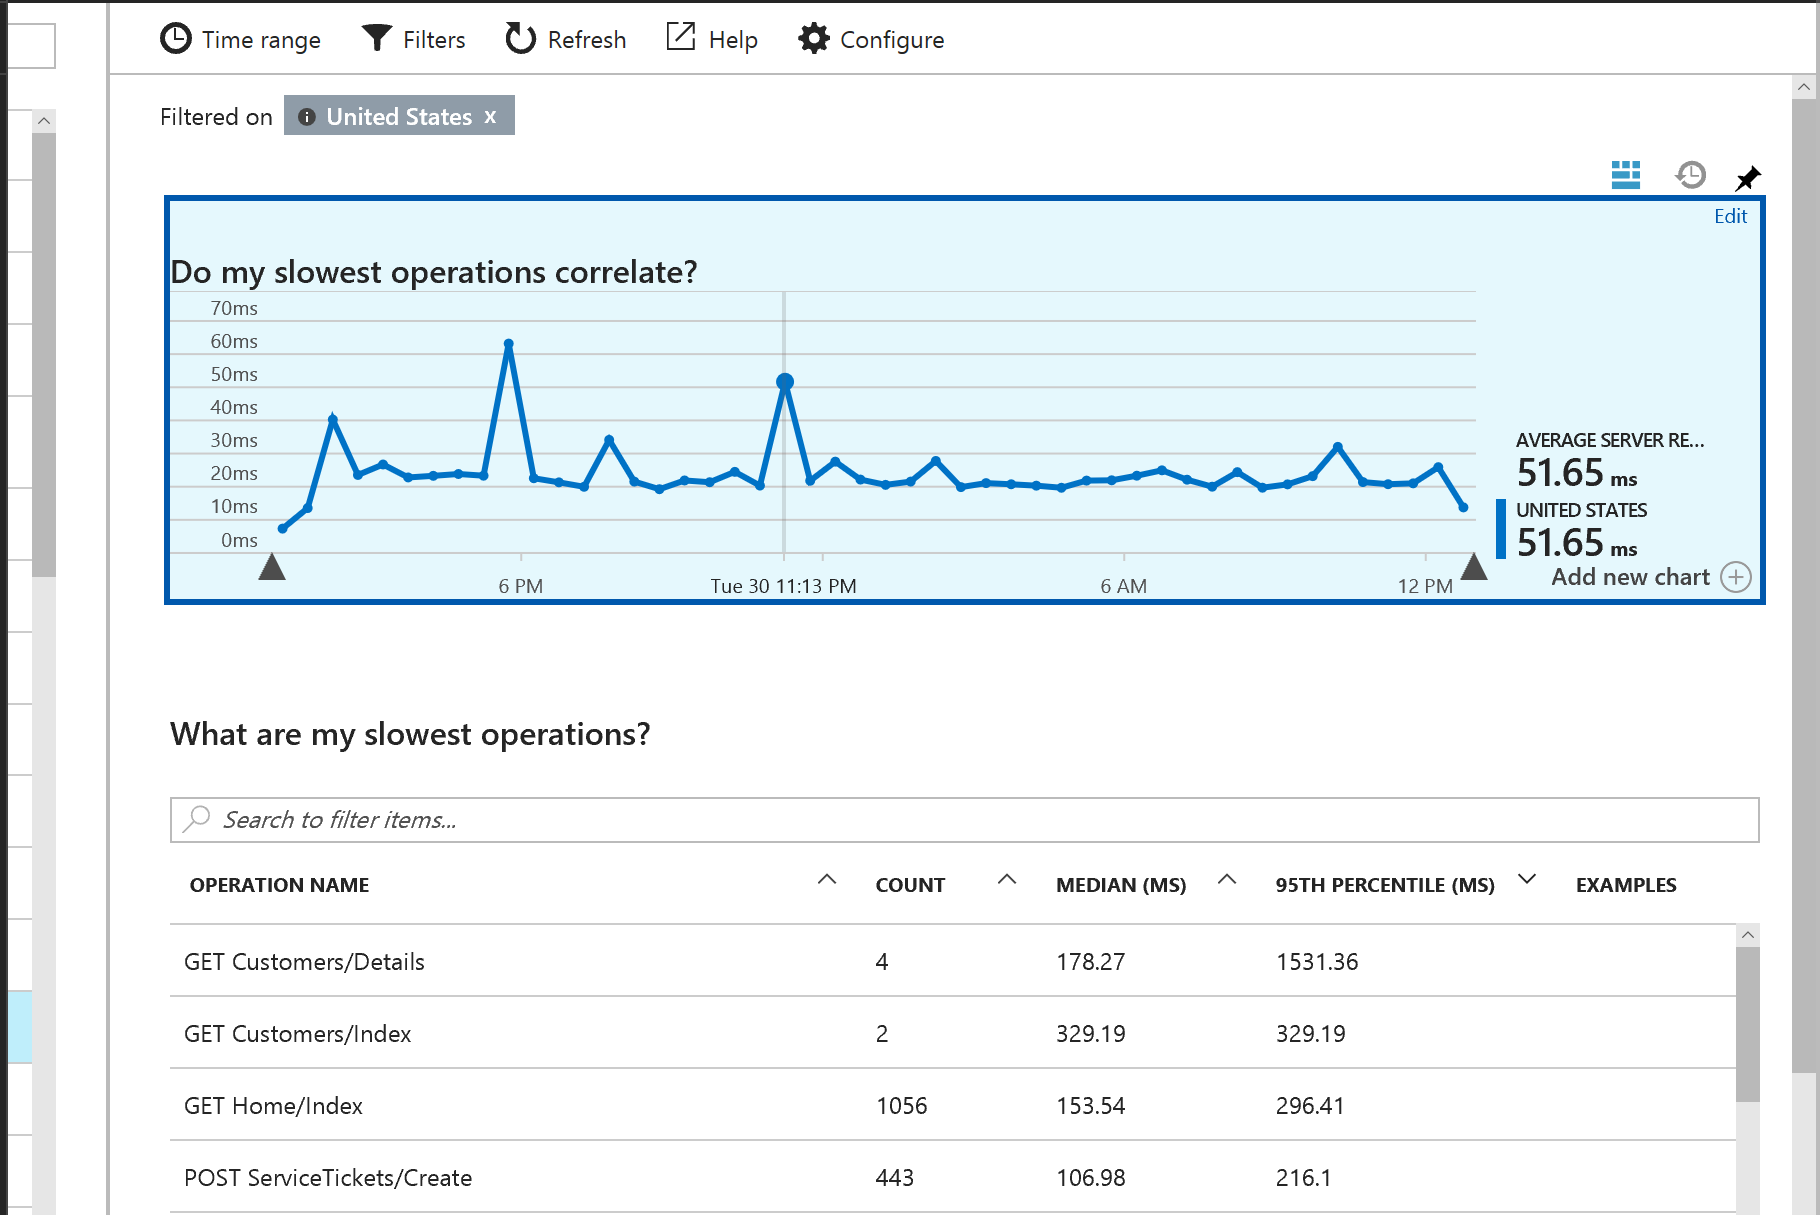 Time range Filters Refresh Help Configure
Filtered on United States x
Edit
Do my slowest operations correlate?
70ms
60ms
50ms
40ms
30ms
20ms
10ms
0ms
6 PM Tue 30 11:13 PM 6 AM 12 PM
AVERAGE SERVER RE...
51.65 ms
UNITED STATES
51.65 ms
Add new chart
What are my slowest operations?
Search to filter items...
OPERATION NAME COUNT MEDIAN (MS) 95TH PERCENTILE (MS) EXAMPLES
GET Customers/Details 4 178.27 1531.36
GET Customers/Index 2 329.19 329.19
GET Home/Index 1056 153.54 296.41
POST ServiceTickets/Create 443 106.98 216.1